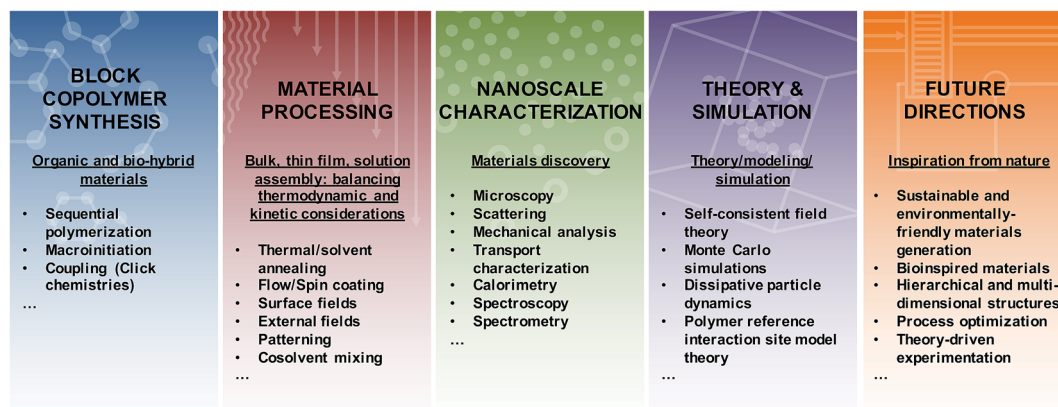 BLOCK
COPOLYMER
SYNTHESIS
Organic and bio-hybrid
materials
• Sequential
polymerization
• Macroinitiation
• Coupling (Click
chemistries)
…
MATERIAL
PROCESSING
Bulk, thin film, solution
assembly: balancing
thermodynamic and
kinetic considerations
• Thermal/solvent
annealing
• Flow/Spin coating
• Surface fields
• External fields
• Patterning
• Cosolvent mixing
…
NANOSCALE
CHARACTERIZATION
Materials discovery
• Microscopy
• Scattering
• Mechanical analysis
• Transport
characterization
• Calorimetry
• Spectroscopy
• Spectrometry
…
THEORY &
SIMULATION
Theory/modeling/
simulation
• Self-consistent field
theory
• Monte Carlo
simulations
• Dissipative particle
dynamics
• Polymer reference
interaction site model
theory
…
FUTURE
DIRECTIONS
Inspiration from nature
• Sustainable and
environmentally-
friendly materials
generation
• Bioinspired materials
• Hierarchical and multi-
dimensional structures
• Process optimization
• Theory-driven
experimentation
…